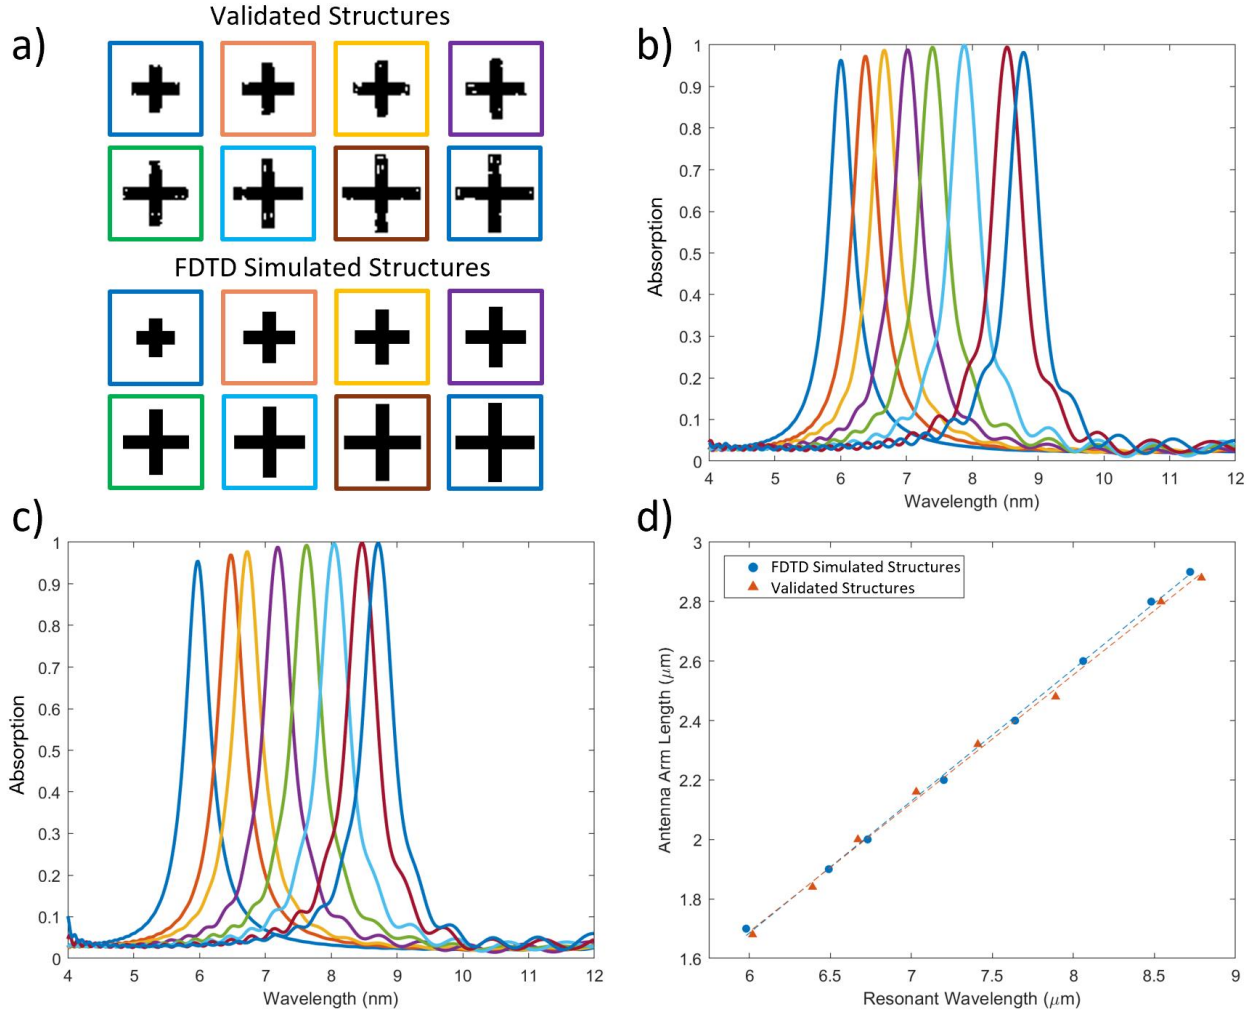 a)
Validated Structures
FDTD Simulated Structures
b)
1
0.9
0.8
0.7
0.6
0.5
0.4
0.3
0.2
0.1
0
Absorption
4 5 6 7 8 9 10 11 12
Wavelength (nm)
c)
1
0.9
0.8
0.7
0.6
0.5
0.4
0.3
0.2
0.1
0
Absorption
4 5 6 7 8 9 10 11 12
Wavelength (nm)
d)
3
2.8
2.6
2.4
2.2
2
1.8
1.6
Antenna Arm Length (μm)
FDTD Simulated Structures
Validated Structures
6 6.5 7 7.5 8 8.5 9
Resonant Wavelength (μm)